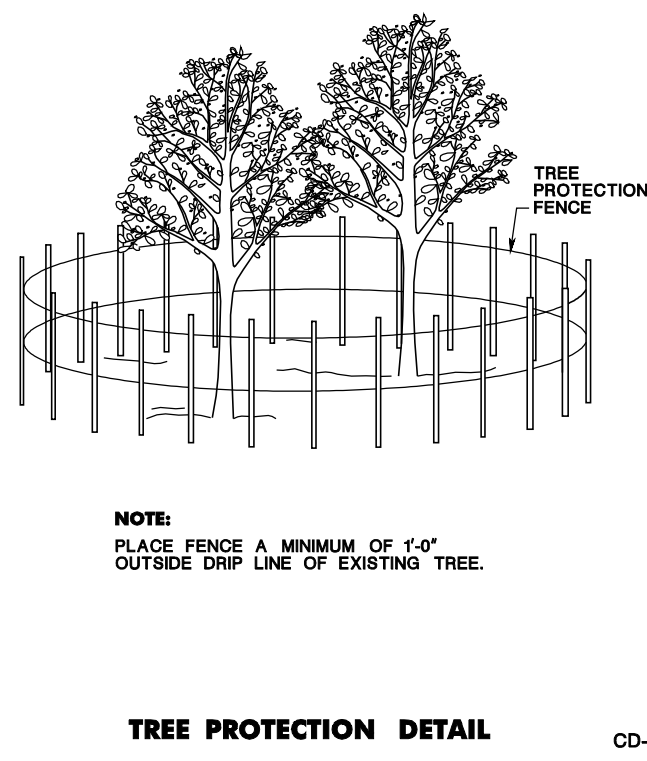 TREE
PROTECTION
FENCE
NOTE:
PLACE FENCE A MINIMUM OF 1'-0"
OUTSIDE DRIP LINE OF EXISTING TREE.
TREE PROTECTION DETAIL
CD-